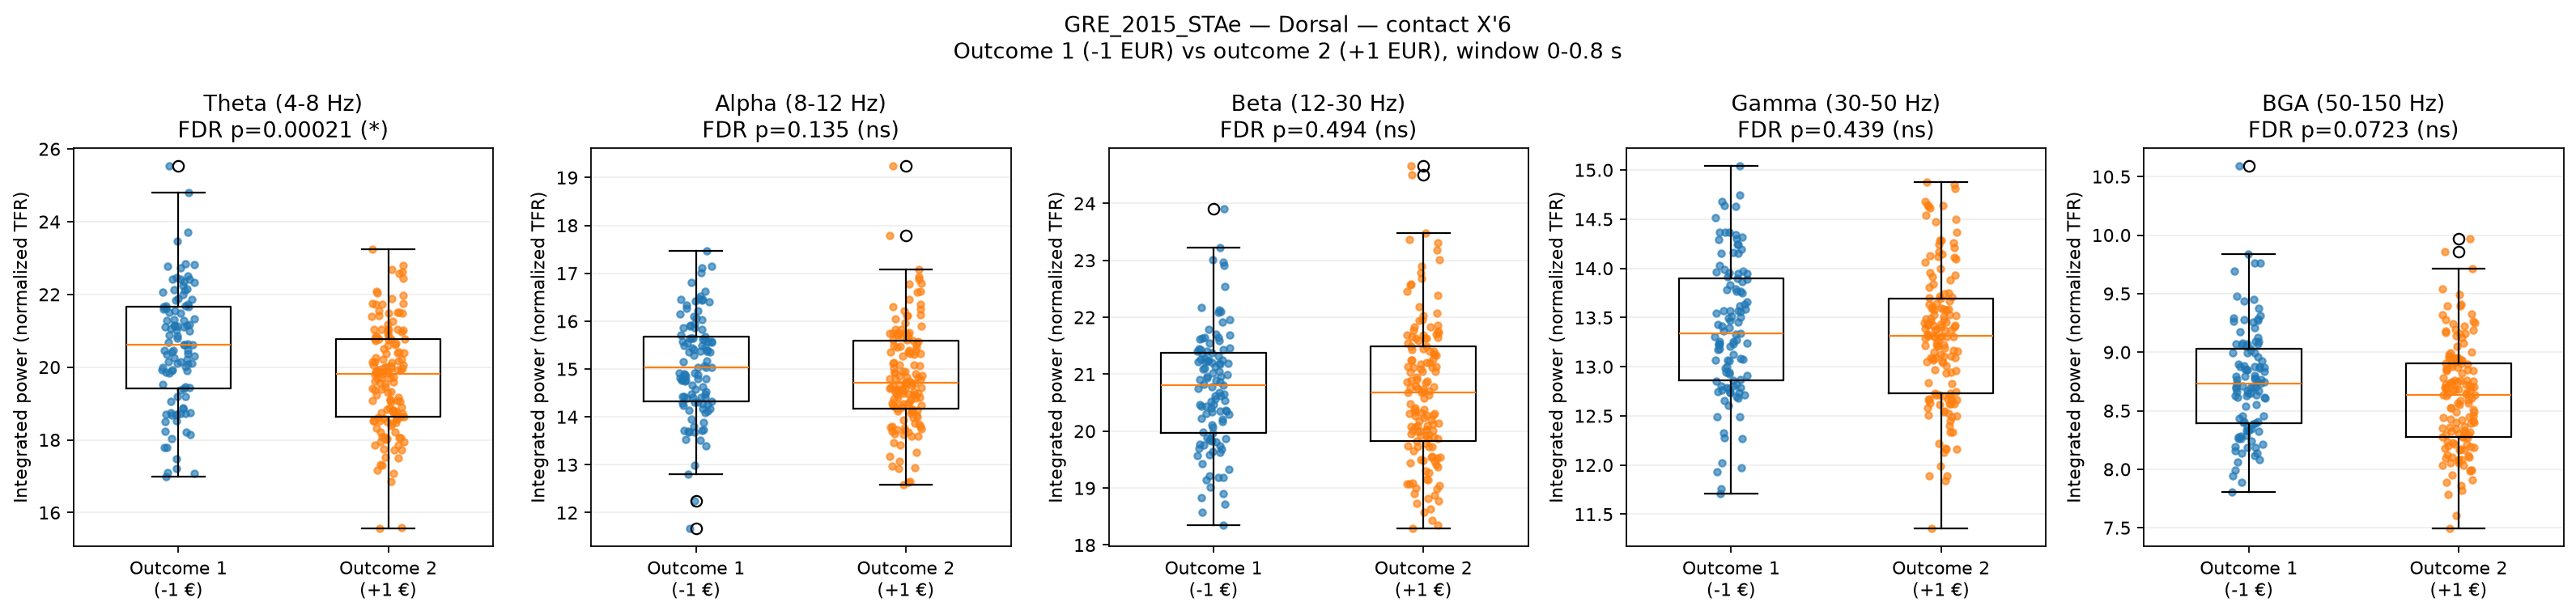 GRE_2015_STAe — Dorsal — contact X'6
Outcome 1 (-1 EUR) vs outcome 2 (+1 EUR), window 0-0.8 s
Theta (4-8 Hz)
FDR p=0.00021 (*)
Integrated power (normalized TFR)
26
24
22
20
18
16
Outcome 1
(-1 €)
Outcome 2
(+1 €)
Alpha (8-12 Hz)
FDR p=0.135 (ns)
Integrated power (normalized TFR)
19
18
17
16
15
14
13
12
Outcome 1
(-1 €)
Outcome 2
(+1 €)
Beta (12-30 Hz)
FDR p=0.494 (ns)
Integrated power (normalized TFR)
24
23
22
21
20
19
18
Outcome 1
(-1 €)
Outcome 2
(+1 €)
Gamma (30-50 Hz)
FDR p=0.439 (ns)
Integrated power (normalized TFR)
15.0
14.5
14.0
13.5
13.0
12.5
12.0
11.5
Outcome 1
(-1 €)
Outcome 2
(+1 €)
BGA (50-150 Hz)
FDR p=0.0723 (ns)
Integrated power (normalized TFR)
10.5
10.0
9.5
9.0
8.5
8.0
7.5
Outcome 1
(-1 €)
Outcome 2
(+1 €)